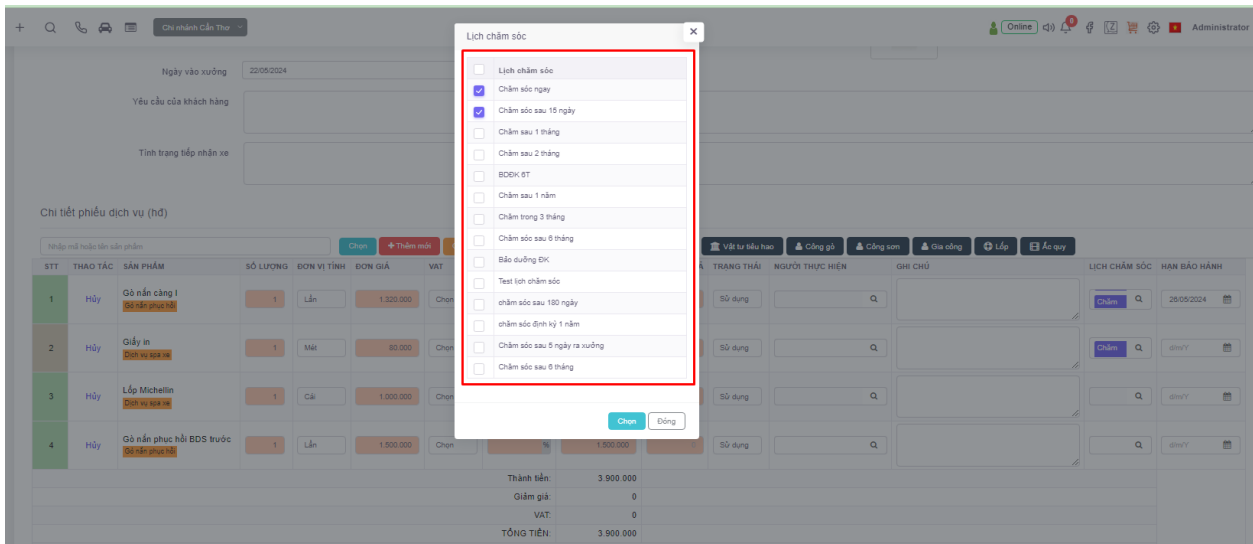 Chi nhánh Cần Thơ
Online
0
Administrator
Lịch chăm sóc
×
Ngày vào xưởng
22/05/2024
Yêu cầu của khách hàng
Tình trạng tiếp nhận xe
Lịch chăm sóc
Chăm sóc ngay
Chăm sóc sau 15 ngày
Chăm sau 1 tháng
Chăm sau 2 tháng
BDĐK 6T
Chăm sau 1 năm
Chăm trong 3 tháng
Chăm sóc sau 6 tháng
Bảo dưỡng ĐK
Test lịch chăm sóc
chăm sóc sau 180 ngày
chăm sóc định kỳ 1 năm
Chăm sóc sau 5 ngày ra xưởng
Chăm sóc sau 6 tháng
Chọn Đóng
Chi tiết phiếu dịch vụ (hđ)
Nhập mã hoặc tên sản phẩm Chọn + Thêm mới Vật tư tiêu hao Công gò Công sơn Gia công Lốp Ắc quy
STT THAO TÁC SẢN PHẨM SỐ LƯỢNG ĐƠN VỊ TÍNH ĐƠN GIÁ VAT TRẠNG THÁI NGƯỜI THỰC HIỆN GHI CHÚ LỊCH CHĂM SÓC HẠN BẢO HÀNH
1 Hủy Gò nắn càng I 1 Lần 1.320.000 Chọn Sử dụng Chăm 26/05/2024
Gò nắn phục hồi
2 Hủy Giấy in 1 Mét 80.000 Chọn Sử dụng Chăm d/m/Y
Dịch vụ spa xe
3 Hủy Lốp Michellin 1 Cái 1.000.000 Chọn Sử dụng d/m/Y
Dịch vụ spa xe
4 Hủy Gò nắn phục hồi BDS trước 1 Lần 1.500.000 Chọn % 1.500.000 Sử dụng d/m/Y
Gò nắn phục hồi
Thành tiền: 3.900.000
Giảm giá: 0
VAT: 0
TỔNG TIỀN: 3.900.000